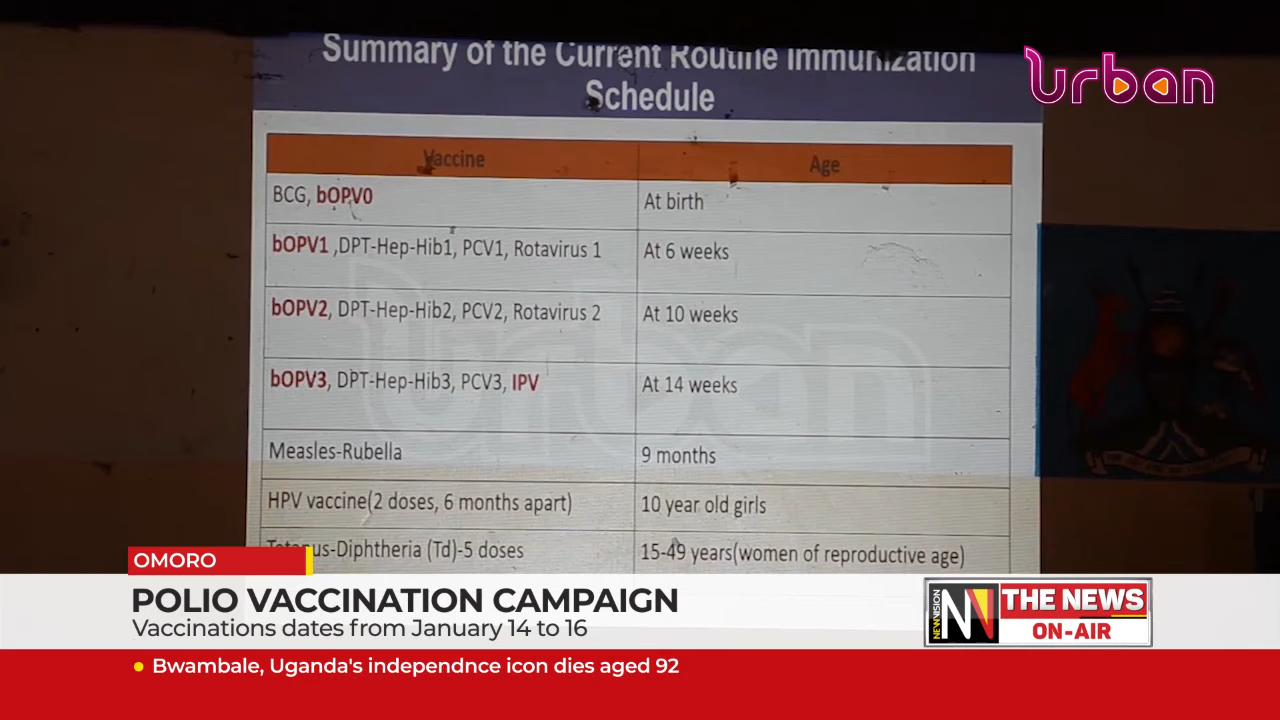 Summary of the Current Routine Immunization
Schedule
urban
Vaccine Age
BCG, bOPV0 At birth
bOPV1 ,DPT-Hep-Hib1, PCV1, Rotavirus 1 At 6 weeks
bOPV2, DPT-Hep-Hib2, PCV2, Rotavirus 2 At 10 weeks
bOPV3, DPT-Hep-Hib3, PCV3, IPV At 14 weeks
urban
Measles-Rubella 9 months
HPV vaccine(2 doses, 6 months apart) 10 year old girls
Tetanus-Diphtheria (Td)-5 doses 15-49 years(women of reproductive age)
OMORO
POLIO VACCINATION CAMPAIGN
Vaccinations dates from January 14 to 16
NEW VISION
N
THE NEWS
ON-AIR
Bwambale, Uganda's independnce icon dies aged 92